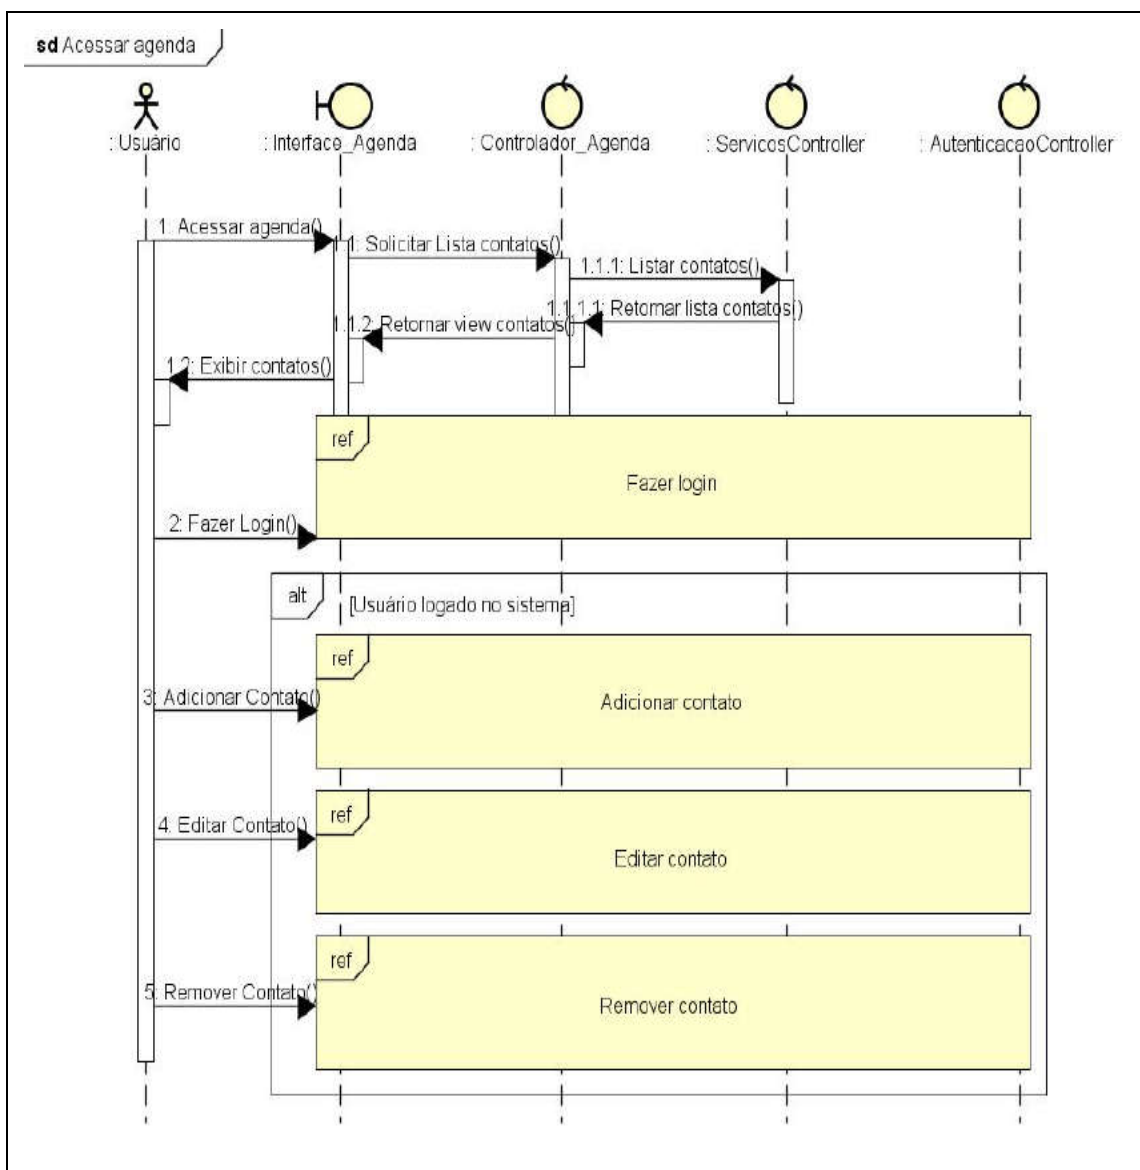 sd Acessar agenda
: Usuário
: Interface_Agenda
: Controlador_Agenda
: ServicosController
: AutenticacaoController
1: Acessar agenda()
1.1: Solicitar Lista contatos()
1.1.1: Listar contatos()
1.1.1.1: Retornar lista contatos()
1.1.2: Retornar view contatos()
1.2: Exibir contatos()
ref
Fazer login
2: Fazer Login()
alt
[Usuário logado no sistema]
ref
3: Adicionar Contato()
Adicionar contato
ref
4: Editar Contato()
Editar contato
ref
5: Remover Contato()
Remover contato